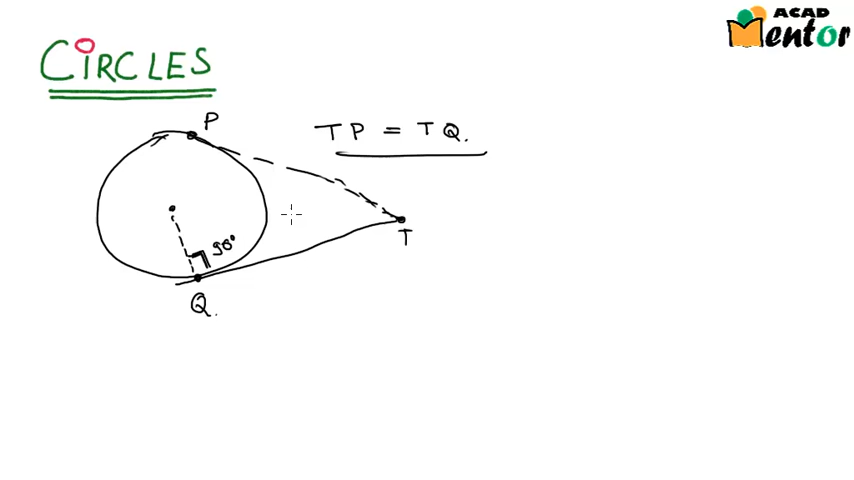 ACAD
Mentor
CIRCLES
P
TP = TQ.
90°
T
Q.